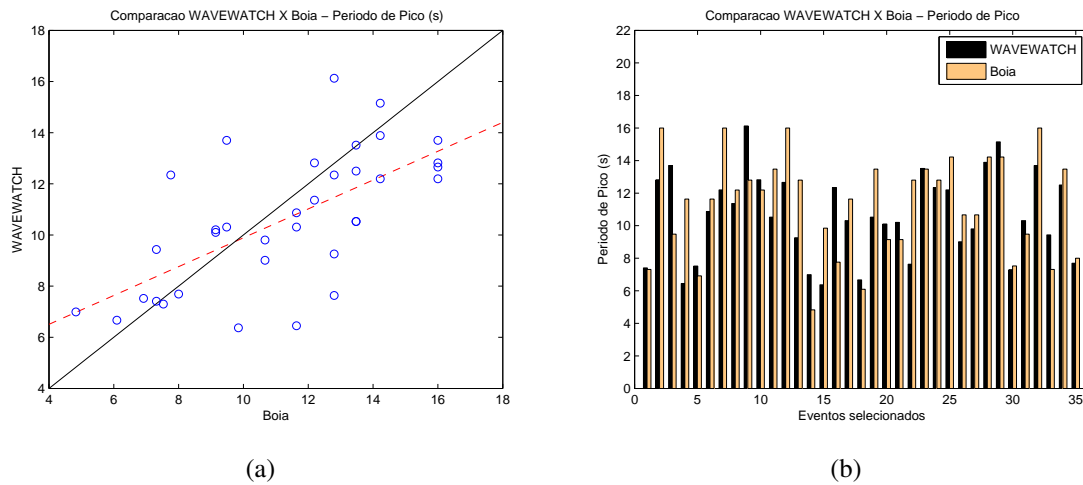 Comparacao WAVEWATCH X Boia – Periodo de Pico (s)
18
16
14
12
10
8
6
4
WAVEWATCH
4 6 8 10 12 14 16 18
Boia
(a)
Comparacao WAVEWATCH X Boia – Periodo de Pico
22
20
18
16
14
12
10
8
6
4
2
0
Periodo de Pico (s)
WAVEWATCH
Boia
0 5 10 15 20 25 30 35
Eventos selecionados
(b)